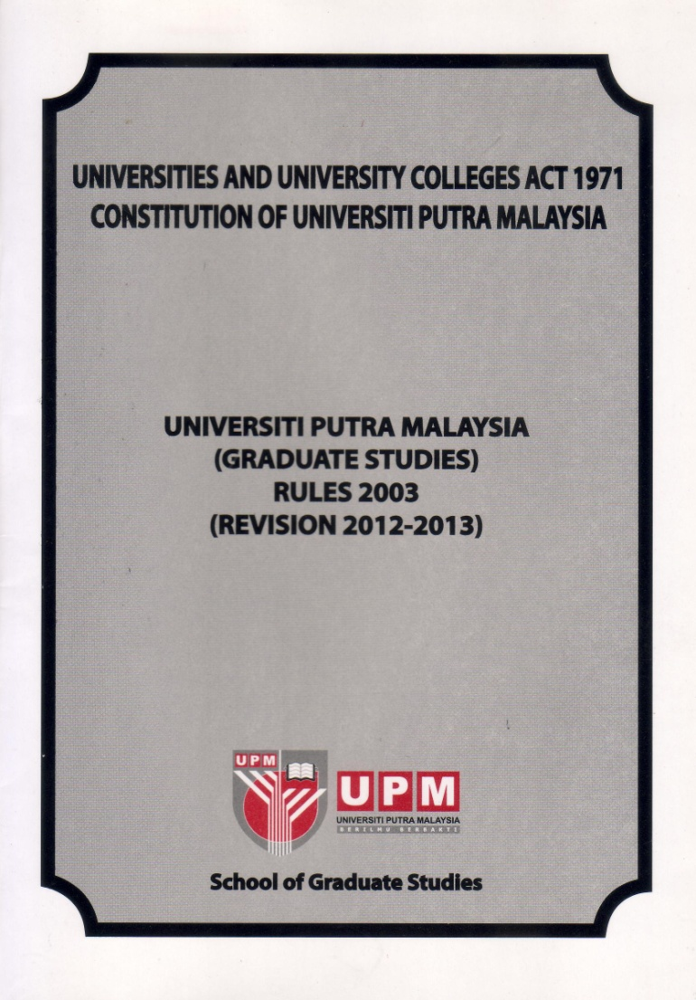 UNIVERSITIES AND UNIVERSITY COLLEGES ACT 1971
CONSTITUTION OF UNIVERSITI PUTRA MALAYSIA
UNIVERSITI PUTRA MALAYSIA
(GRADUATE STUDIES)
RULES 2003
(REVISION 2012-2013)
UPM
UPM
UNIVERSITI PUTRA MALAYSIA
BERILMU BERBAKTI
School of Graduate Studies